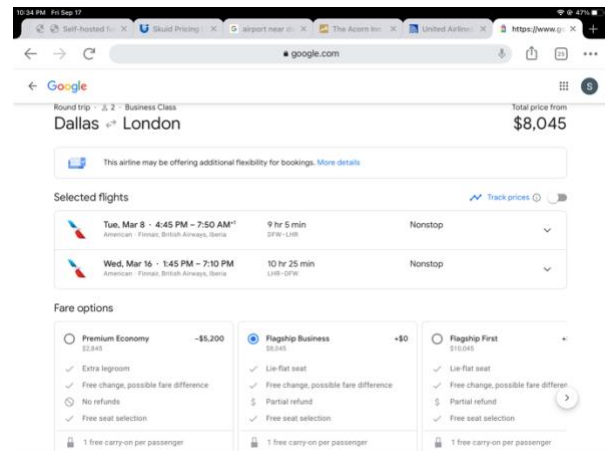 10:34 PM Fri Sep 17
47%
Self-hosted
Skuid Pricing
airport near
The Acorn Inn
United Airlines
https://www.g
google.com
25
Google
S
Round trip · 2 · Business Class
Total price from
Dallas London
$8,045
This airline may be offering additional flexibility for bookings. More details
Selected flights
Track prices
Tue, Mar 8 · 4:45 PM – 7:50 AM+1
9 hr 5 min
Nonstop
American · Finnair, British Airways, Iberia
DFW–LHR
Wed, Mar 16 · 1:45 PM – 7:10 PM
10 hr 25 min
Nonstop
American · Finnair, British Airways, Iberia
LHR–DFW
Fare options
Premium Economy -$5,200
$2,845
Extra legroom
Free change, possible fare difference
No refunds
Free seat selection
1 free carry-on per passenger
Flagship Business +$0
$8,045
Lie-flat seat
Free change, possible fare difference
$ Partial refund
Free seat selection
1 free carry-on per passenger
Flagship First
$10,045
Lie-flat seat
Free change, possible fare differen
$ Partial refund
Free seat selection
1 free carry-on per passenger